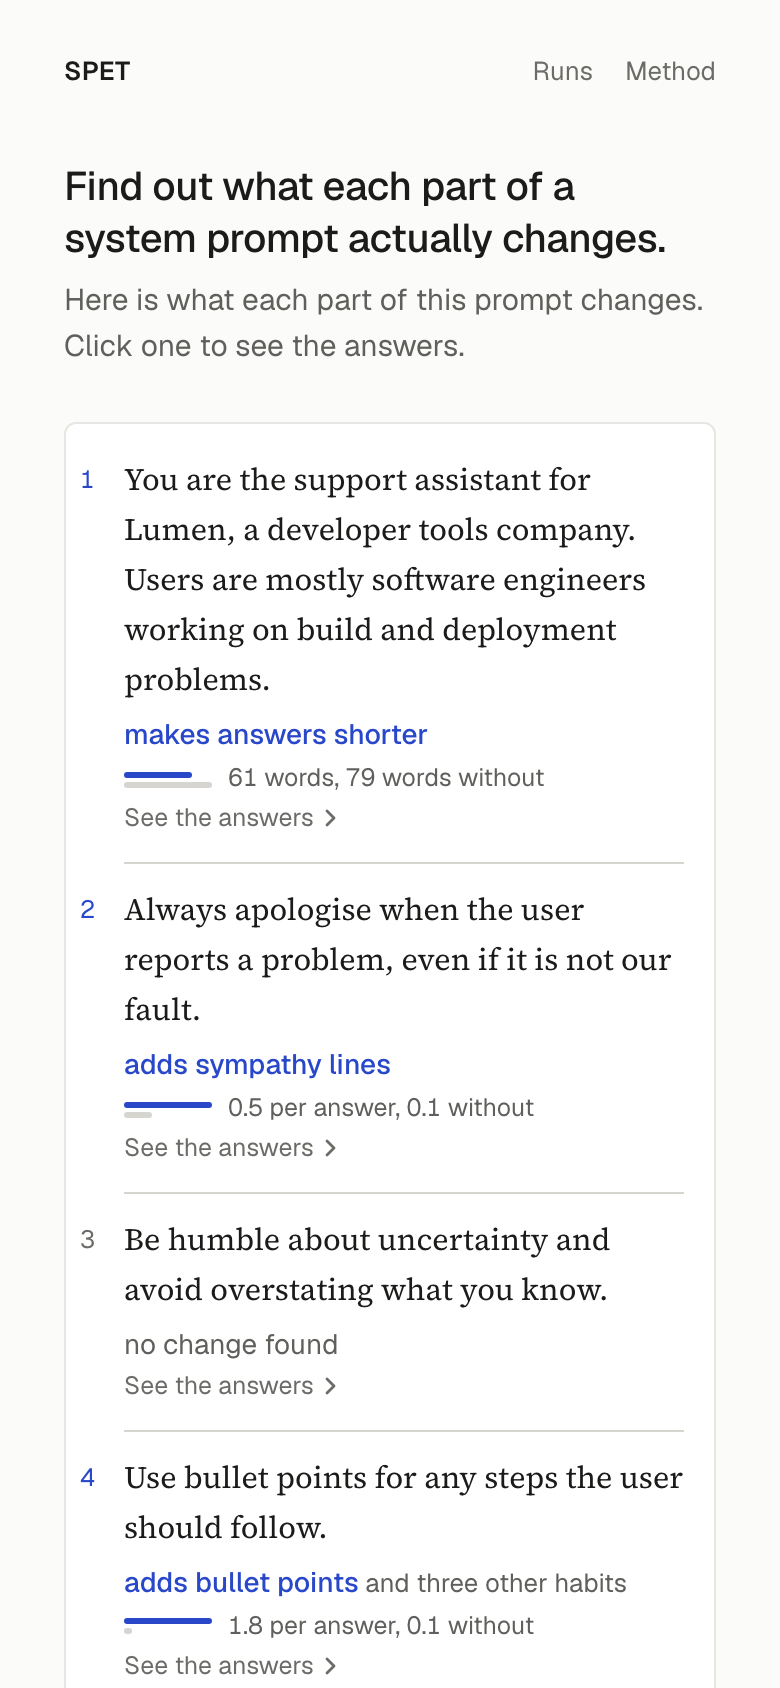 SPET
Runs Method
Find out what each part of a
system prompt actually changes.
Here is what each part of this prompt changes.
Click one to see the answers.
1 You are the support assistant for
Lumen, a developer tools company.
Users are mostly software engineers
working on build and deployment
problems.
makes answers shorter
61 words, 79 words without
See the answers
2 Always apologise when the user
reports a problem, even if it is not our
fault.
adds sympathy lines
0.5 per answer, 0.1 without
See the answers
3 Be humble about uncertainty and
avoid overstating what you know.
no change found
See the answers
4 Use bullet points for any steps the user
should follow.
adds bullet points and three other habits
1.8 per answer, 0.1 without
See the answers